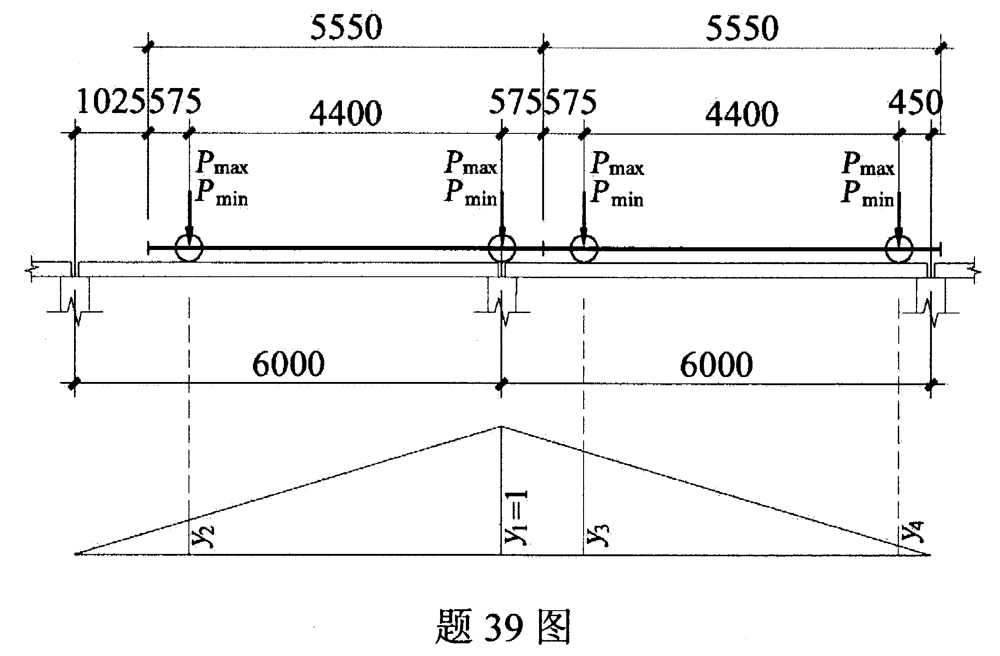 5550 5550
1025 575 4400 575 575 4400 450
Pmax Pmax Pmax Pmax
Pmin Pmin Pmin Pmin
6000 6000
y2 y1=1 y3 y4
题 39 图